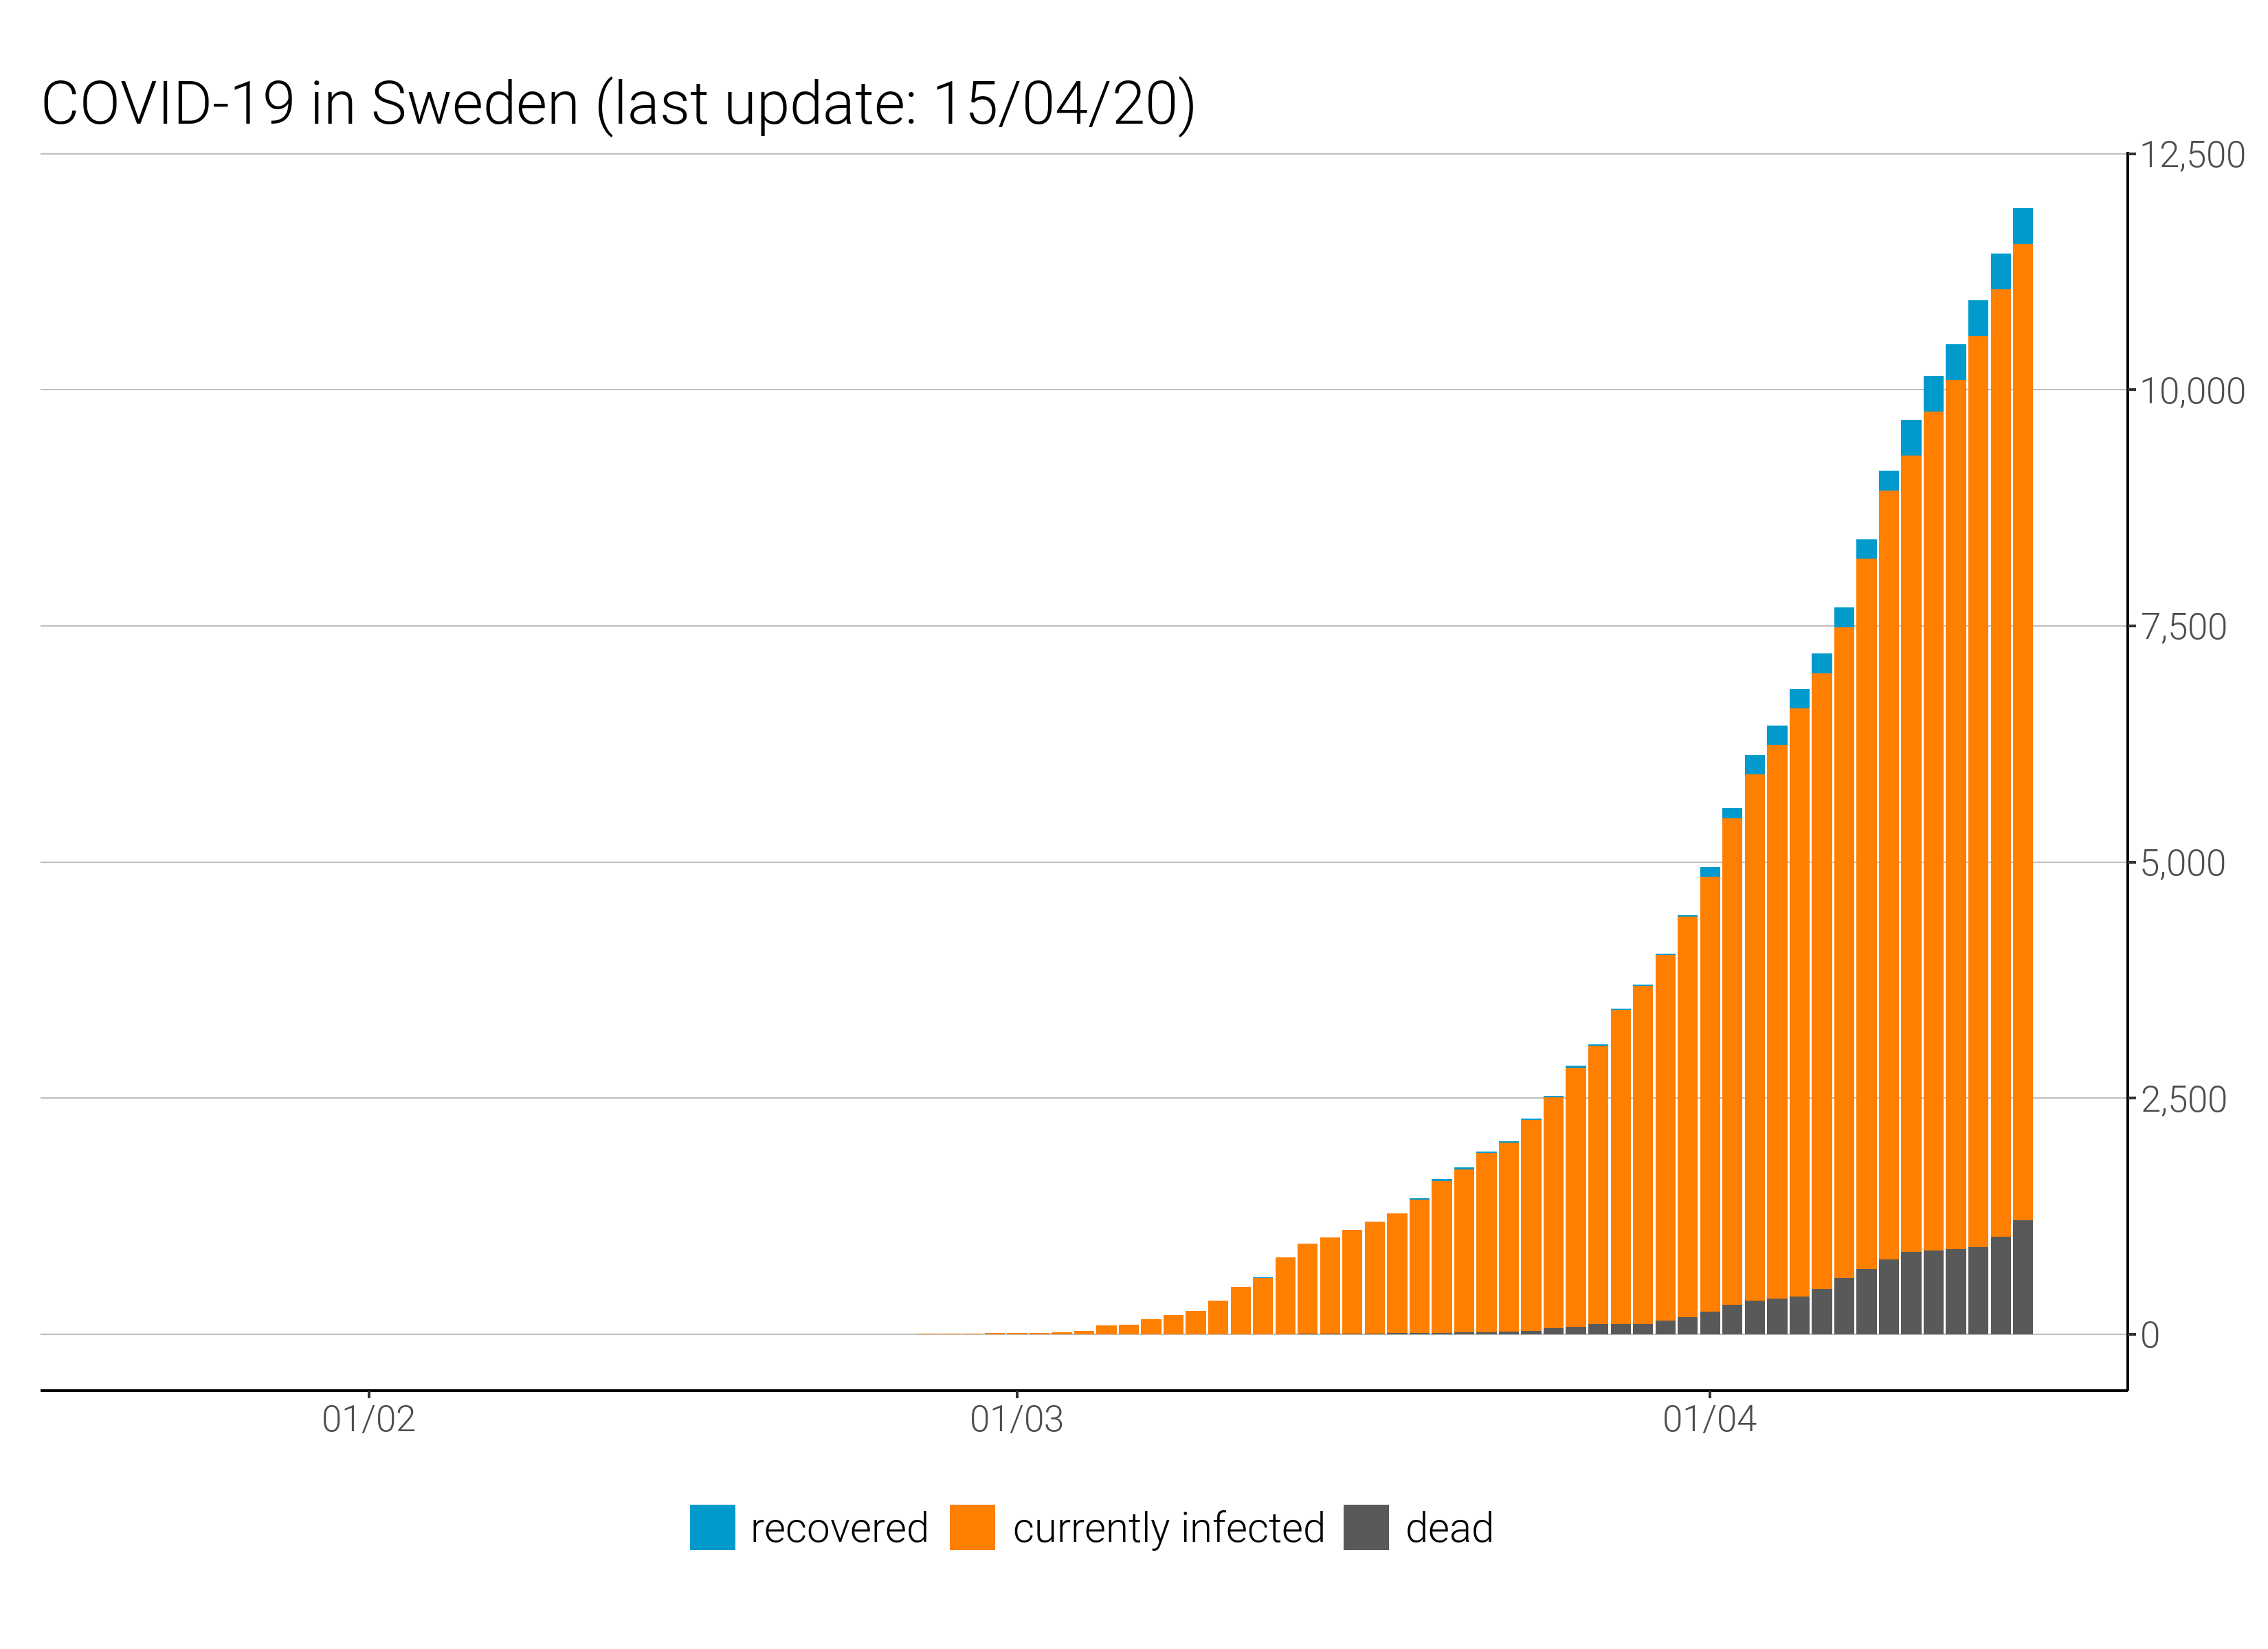 COVID-19 in Sweden (last update: 15/04/20)
12,500
10,000
7,500
5,000
2,500
0
01/02 01/03 01/04
recovered currently infected dead